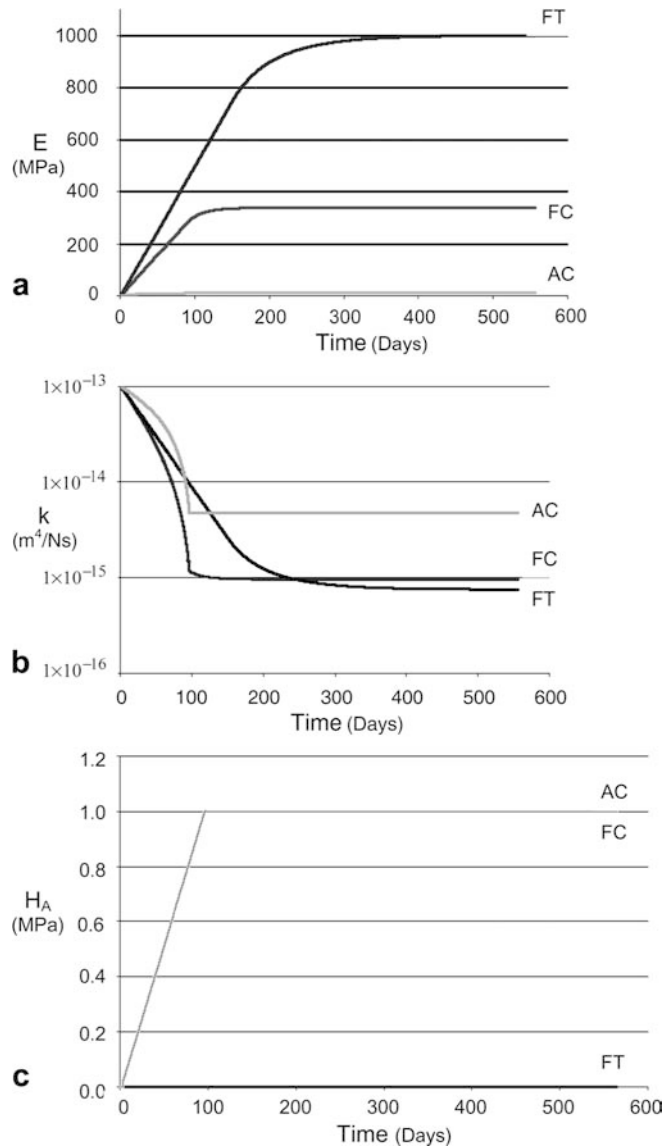 FT
1000
800
E
(MPa)
600
400
FC
200
AC
a
0
0 100 200 300 400 500 600
Time (Days)
1×10⁻¹³
1×10⁻¹⁴
k
(m⁴/Ns)
AC
FC
1×10⁻¹⁵
FT
b
1×10⁻¹⁶
0 100 200 300 400 500 600
Time (Days)
1.2
AC
1.0
FC
0.8
H_A
(MPa)
0.6
0.4
0.2
FT
c
0.0
0 100 200 300 400 500 600
Time (Days)